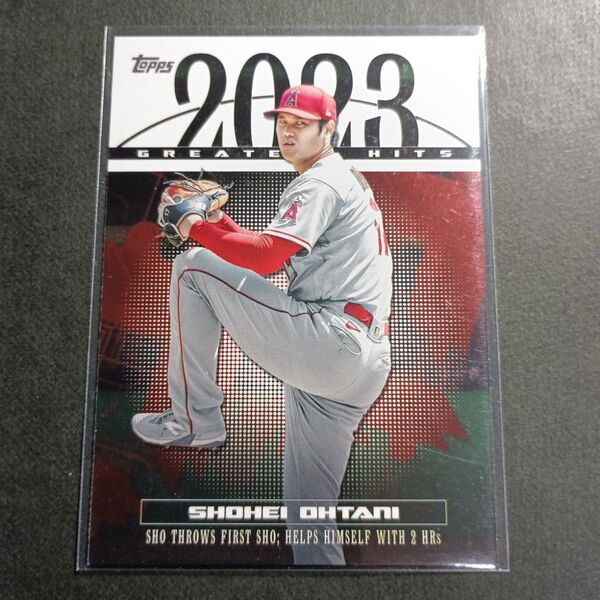 Topps
2023
GREATEST HITS
SHOHEI OHTANI
SHO THROWS FIRST SHO; HELPS HIMSELF WITH 2 HRs